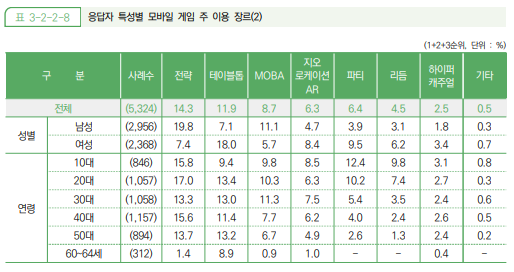 표 3-2-2-8 응답자 특성별 모바일 게임 주 이용 장르(2)
(1+2+3순위, 단위 : %)
구 분 사례수 전략 테이블톱 MOBA 지오로케이션 AR 파티 리듬 하이퍼 캐주얼 기타
전체 (5,324) 14.3 11.9 8.7 6.3 6.4 4.5 2.5 0.5
성별 남성 (2,956) 19.8 7.1 11.1 4.7 3.9 3.1 1.8 0.3
여성 (2,368) 7.4 18.0 5.7 8.4 9.5 6.2 3.4 0.7
연령 10대 (846) 15.8 9.4 9.8 8.5 12.4 9.8 3.1 0.8
20대 (1,057) 17.0 13.4 10.3 6.3 10.2 7.4 2.7 0.3
30대 (1,058) 13.3 13.0 11.3 7.5 5.4 3.5 2.4 0.6
40대 (1,157) 15.6 11.4 7.7 6.2 4.0 2.4 2.6 0.5
50대 (894) 13.7 13.2 6.7 4.9 2.6 1.3 2.4 0.2
60~64세 (312) 1.4 8.9 0.9 1.0 - - 0.4 -